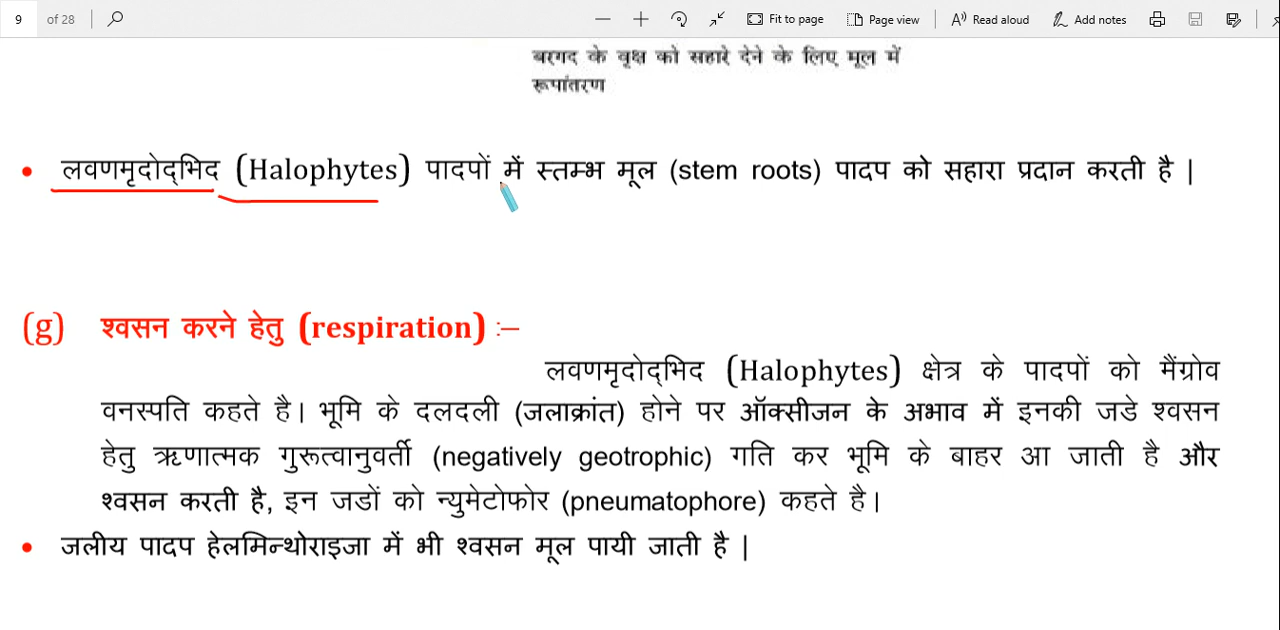 9 of 28 Fit to page Page view Read aloud Add notes
बरगद के वृक्ष को सहारे देने के लिए मूल में
रूपांतरण
• लवणमृदोद्भिद (Halophytes) पादपों में स्तम्भ मूल (stem roots) पादप को सहारा प्रदान करती है |
(g) श्वसन करने हेतु (respiration) :–
लवणमृदोद्भिद (Halophytes) क्षेत्र के पादपों को मैंग्रोव
वनस्पति कहते है। भूमि के दलदली (जलाक्रांत) होने पर ऑक्सीजन के अभाव में इनकी जडे श्वसन
हेतु ऋणात्मक गुरूत्वानुवर्ती (negatively geotrophic) गति कर भूमि के बाहर आ जाती है और
श्वसन करती है, इन जडों को न्युमेटोफोर (pneumatophore) कहते है।
• जलीय पादप हेलमिन्थोराइजा में भी श्वसन मूल पायी जाती है |